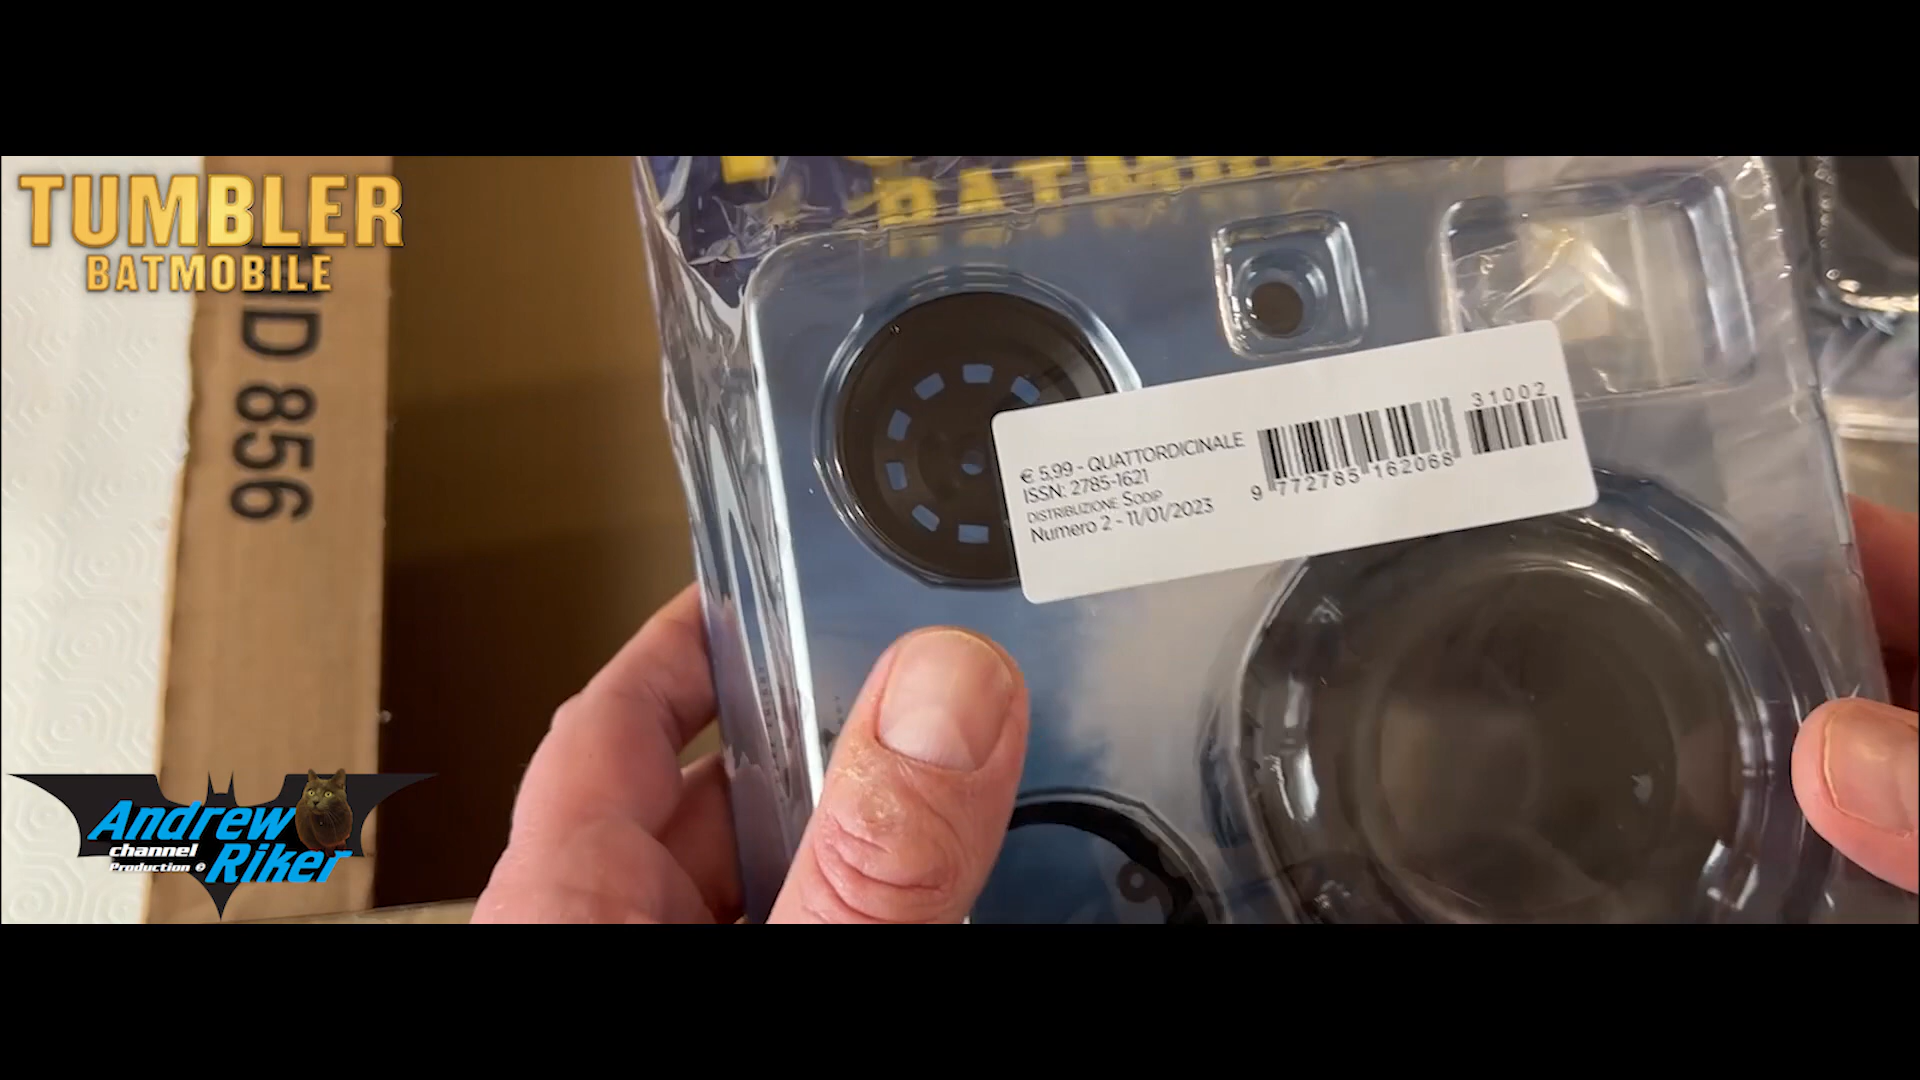 TUMBLER
BATMOBILE
ID 856
€ 5,99 - QUATTORDICINALE
ISSN: 2785-1621
DISTRIBUZIONE SODIP
Numero 2 - 11/01/2023
31002
9 772785 162068
Andrew
channel
Riker
Production ©